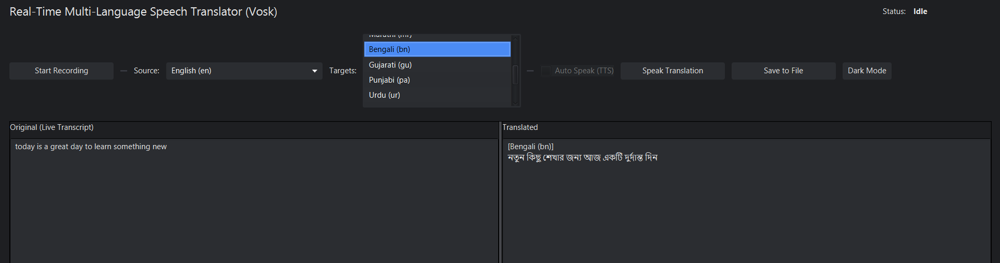 Real-Time Multi-Language Speech Translator (Vosk)
Status: Idle
Marathi (mr)
Bengali (bn)
Gujarati (gu)
Punjabi (pa)
Urdu (ur)
Start Recording
Source:
English (en)
Targets:
Auto Speak (TTS)
Speak Translation
Save to File
Dark Mode
Original (Live Transcript)
today is a great day to learn something new
Translated
[Bengali (bn)]
নতুন কিছু শেখার জন্য আজ একটি দুর্দান্ত দিন